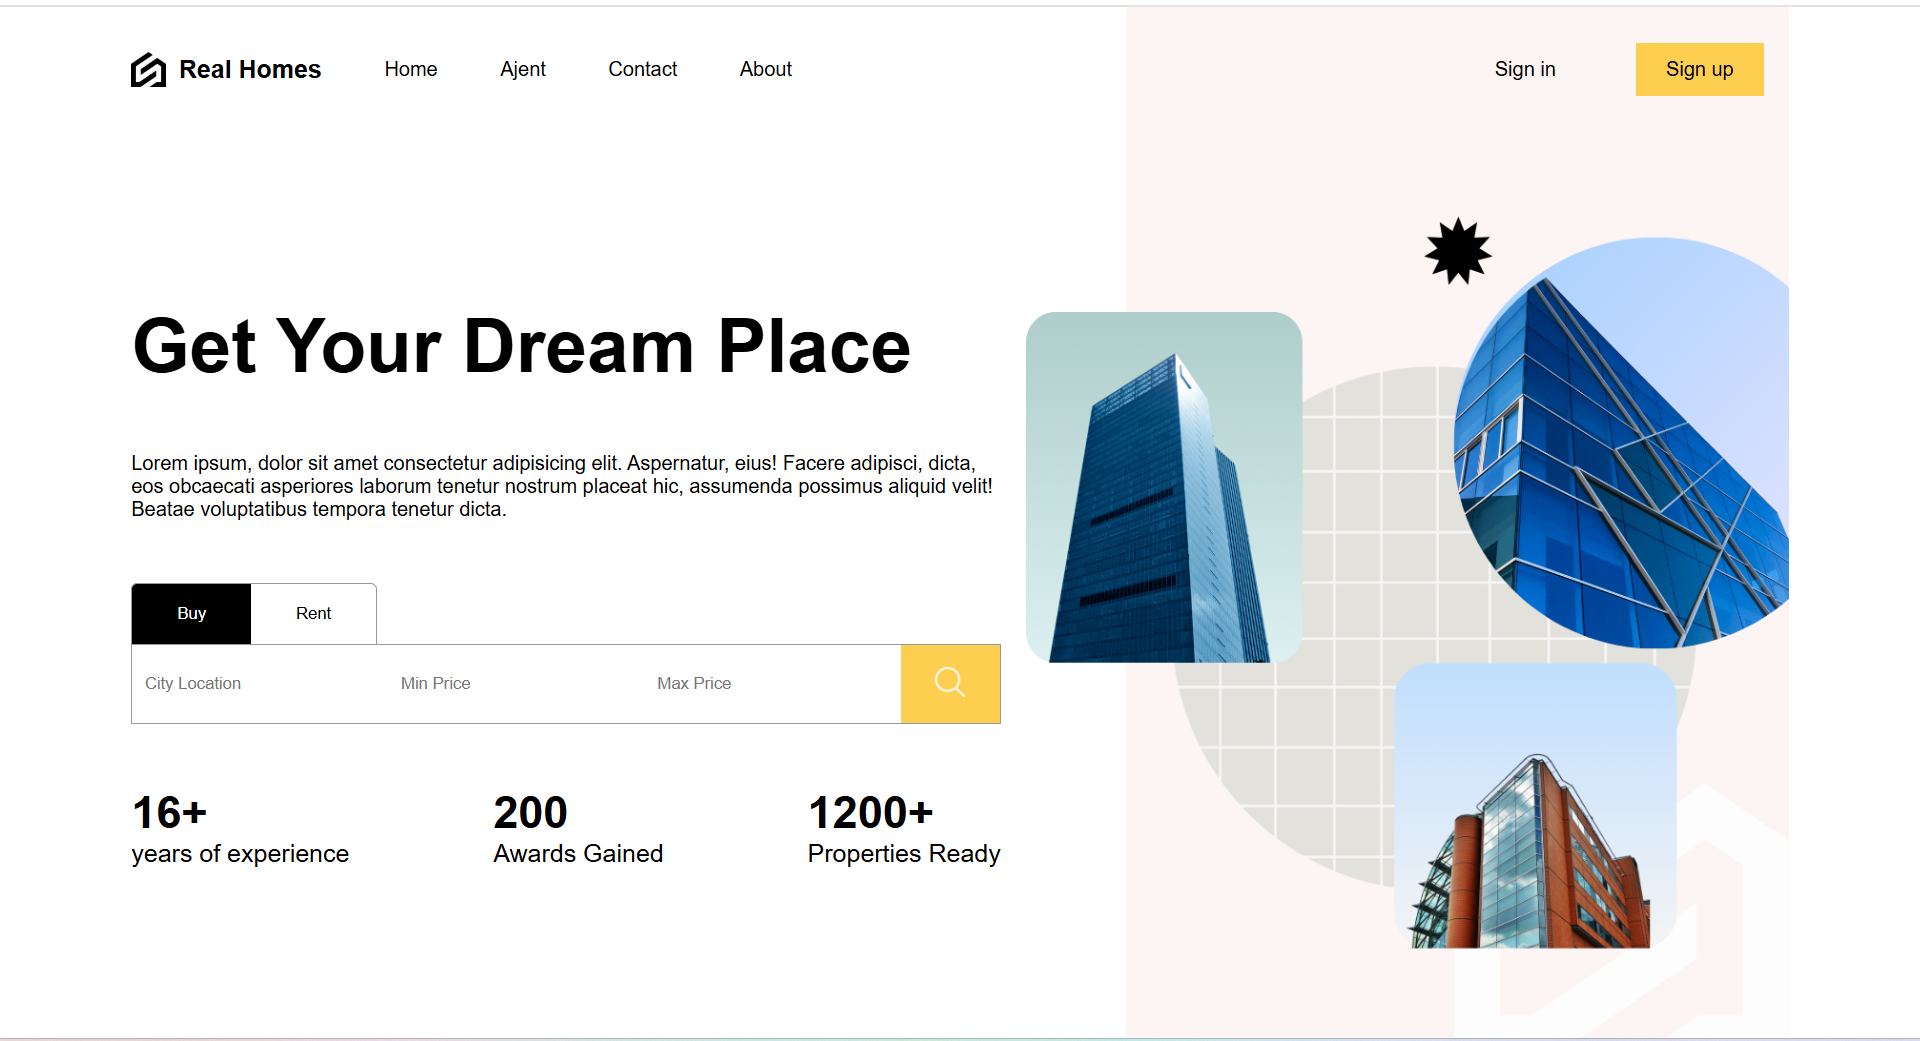 Real Homes
Home
Ajent
Contact
About
Sign in
Sign up
Get Your Dream Place
Lorem ipsum, dolor sit amet consectetur adipisicing elit. Aspernatur, eius! Facere adipisci, dicta,
eos obcaecati asperiores laborum tenetur nostrum placeat hic, assumenda possimus aliquid velit!
Beatae voluptatibus tempora tenetur dicta.
Buy
Rent
City Location
Min Price
Max Price
16+
years of experience
200
Awards Gained
1200+
Properties Ready